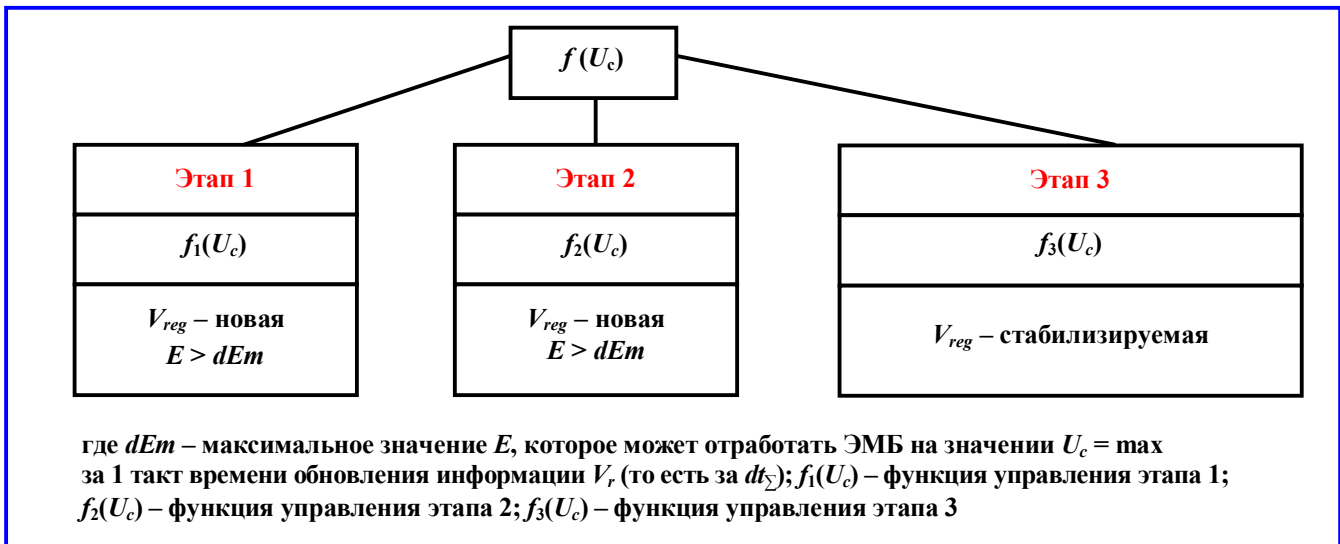 f (Uc)
Этап 1
Этап 2
Этап 3
f1(Uc)
f2(Uc)
f3(Uc)
Vreg – новая
E > dEm
Vreg – новая
E > dEm
Vreg – стабилизируемая
где dEm – максимальное значение E, которое может отработать ЭМБ на значении Uc = max
за 1 такт времени обновления информации Vr (то есть за dt∑); f1(Uc) – функция управления этапа 1;
f2(Uc) – функция управления этапа 2; f3(Uc) – функция управления этапа 3